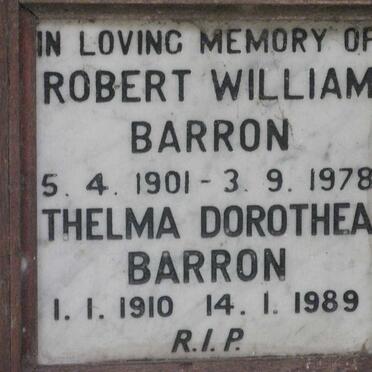 IN LOVING MEMORY OF
ROBERT WILLIAM
BARRON
5. 4. 1901 - 3. 9. 1978
THELMA DOROTHEA
BARRON
1. 1. 1910 14. 1. 1989
R.I.P.